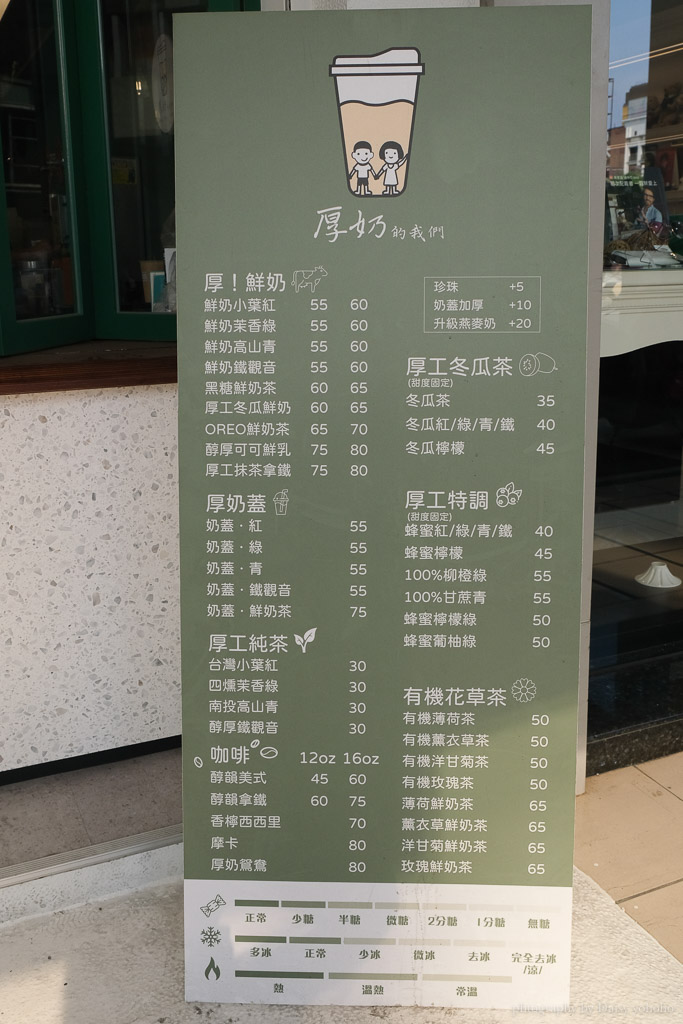 厚奶的我們
厚！鮮奶
鮮奶小葉紅 55 60
鮮奶茉香綠 55 60
鮮奶高山青 55 60
鮮奶鐵觀音 55 60
黑糖鮮奶茶 60 65
厚工冬瓜鮮奶 60 65
OREO鮮奶茶 65 70
醇厚可可鮮乳 75 80
厚工抹茶拿鐵 75 80
厚奶蓋
奶蓋·紅 55
奶蓋·綠 55
奶蓋·青 55
奶蓋·鐵觀音 55
奶蓋·鮮奶茶 75
厚工純茶
台灣小葉紅 30
四燻茉香綠 30
南投高山青 30
醇厚鐵觀音 30
咖啡 12oz 16oz
醇韻美式 45 60
醇韻拿鐵 60 75
香檸西西里 70
摩卡 80
厚奶鴛鴦 80
珍珠 +5
奶蓋加厚 +10
升級燕麥奶 +20
厚工冬瓜茶
(甜度固定)
冬瓜茶 35
冬瓜紅/綠/青/鐵 40
冬瓜檸檬 45
厚工特調
(甜度固定)
蜂蜜紅/綠/青/鐵 40
蜂蜜檸檬 45
100%柳橙綠 55
100%甘蔗青 55
蜂蜜檸檬綠 50
蜂蜜葡柚綠 50
有機花草茶
有機薄荷茶 50
有機薰衣草茶 50
有機洋甘菊茶 50
有機玫瑰茶 50
薄荷鮮奶茶 65
薰衣草鮮奶茶 65
洋甘菊鮮奶茶 65
玫瑰鮮奶茶 65
正常 少糖 半糖 微糖 2分糖 1分糖 無糖
多冰 正常 少冰 微冰 去冰 完全去冰
/涼/
熱 溫熱 常溫